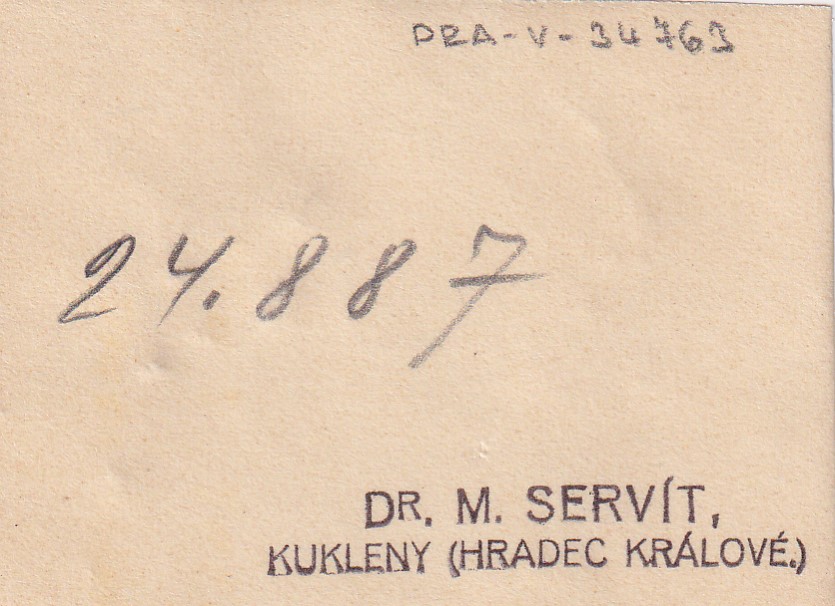 PRA-V-34763
24.887
DR. M. SERVÍT,
KUKLENY (HRADEC KRÁLOVÉ.)